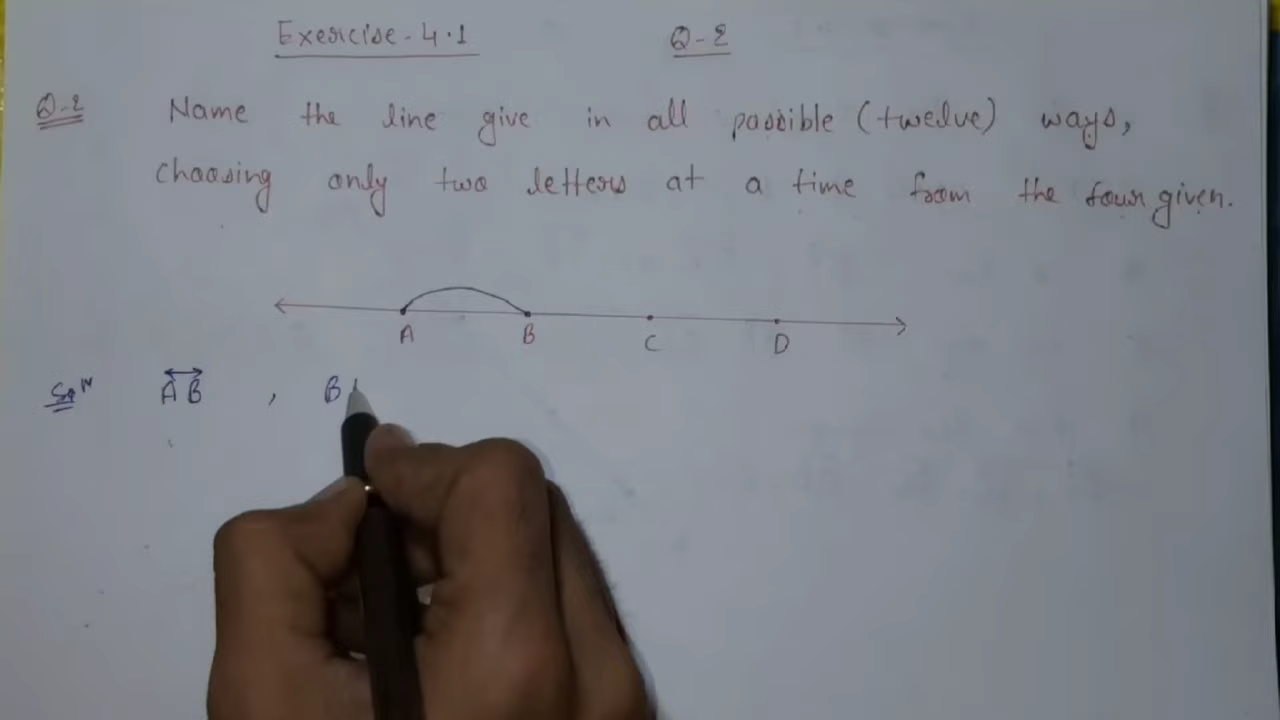 Exercise - 4.1 Q-2
Q-2 Name the line give in all possible (twelve) ways,
choosing only two letters at a time from the four given.
A B C D
Solⁿ AB , B